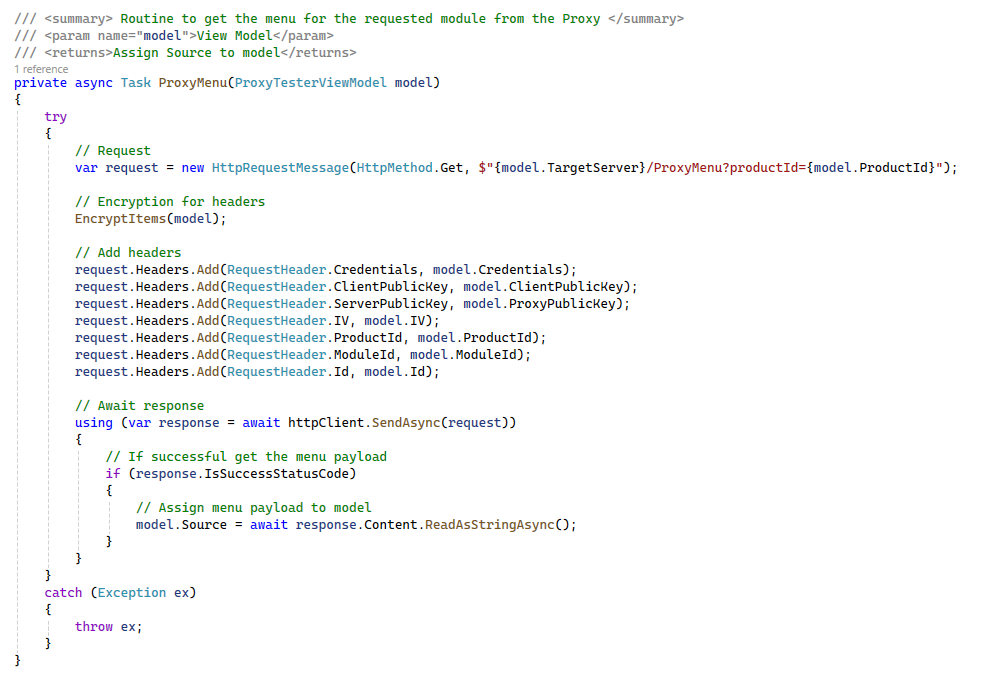 /// <summary> Routine to get the menu for the requested module from the Proxy </summary>
/// <param name="model">View Model</param>
/// <returns>Assign Source to model</returns>
1 reference
private async Task ProxyMenu(ProxyTesterViewModel model)
{
    try
    {
        // Request
        var request = new HttpRequestMessage(HttpMethod.Get, $"{model.TargetServer}/ProxyMenu?productId={model.ProductId}");

        // Encryption for headers
        EncryptItems(model);

        // Add headers
        request.Headers.Add(RequestHeader.Credentials, model.Credentials);
        request.Headers.Add(RequestHeader.ClientPublicKey, model.ClientPublicKey);
        request.Headers.Add(RequestHeader.ServerPublicKey, model.ProxyPublicKey);
        request.Headers.Add(RequestHeader.IV, model.IV);
        request.Headers.Add(RequestHeader.ProductId, model.ProductId);
        request.Headers.Add(RequestHeader.ModuleId, model.ModuleId);
        request.Headers.Add(RequestHeader.Id, model.Id);

        // Await response
        using (var response = await httpClient.SendAsync(request))
        {
            // If successful get the menu payload
            if (response.IsSuccessStatusCode)
            {
                // Assign menu payload to model
                model.Source = await response.Content.ReadAsStringAsync();
            }
        }
    }
    catch (Exception ex)
    {
        throw ex;
    }
}